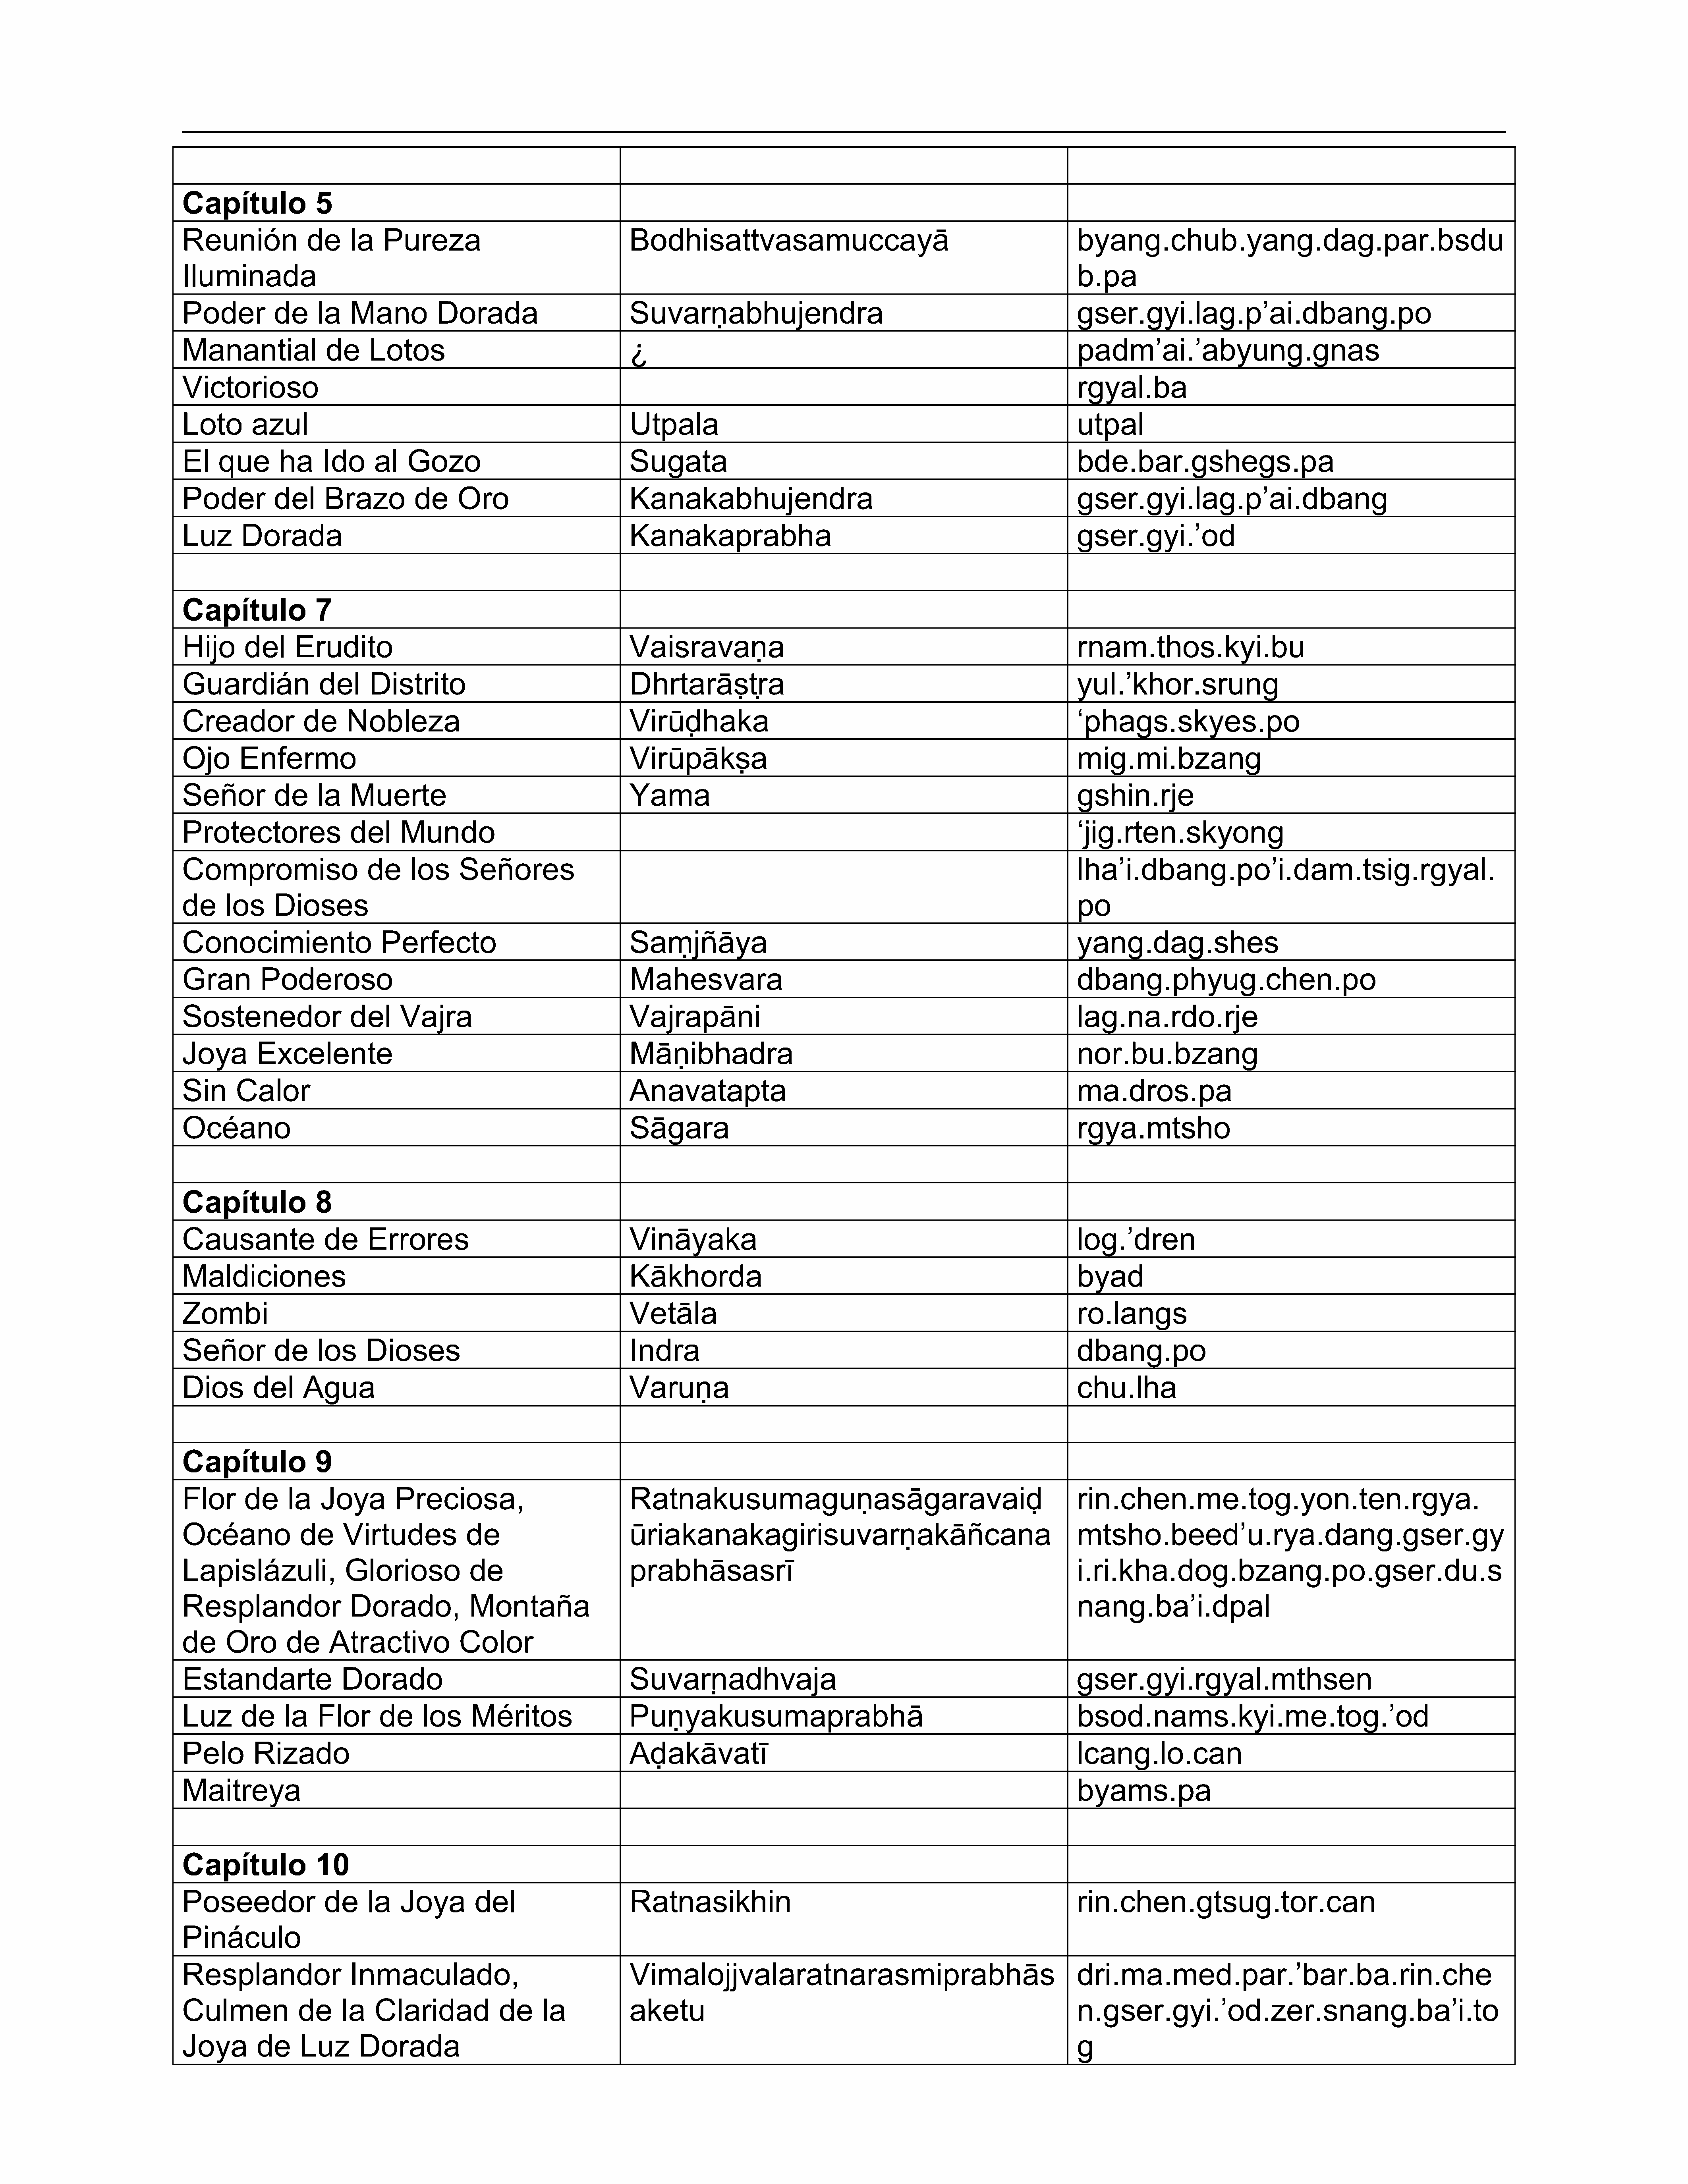 Capítulo 5
Reunión de la Pureza Bodhisattvasamuccayā byang.chub.yang.dag.par.bsdu
Iluminada b.pa
Poder de la Mano Dorada Suvarṇabhujendra gser.gyi.lag.p’ai.dbang.po
Manantial de Lotos ¿ padm’ai.’abyung.gnas
Victorioso rgyal.ba
Loto azul Utpala utpal
El que ha Ido al Gozo Sugata bde.bar.gshegs.pa
Poder del Brazo de Oro Kanakabhujendra gser.gyi.lag.p’ai.dbang
Luz Dorada Kanakaprabha gser.gyi.’od
Capítulo 7
Hijo del Erudito Vaisravaṇa rnam.thos.kyi.bu
Guardián del Distrito Dhrtarāṣṭra yul.’khor.srung
Creador de Nobleza Virūḍhaka ‘phags.skyes.po
Ojo Enfermo Virūpākṣa mig.mi.bzang
Señor de la Muerte Yama gshin.rje
Protectores del Mundo ‘jig.rten.skyong
Compromiso de los Señores lha’i.dbang.po’i.dam.tsig.rgyal.
de los Dioses po
Conocimiento Perfecto Saṃjñāya yang.dag.shes
Gran Poderoso Mahesvara dbang.phyug.chen.po
Sostenedor del Vajra Vajrapāni lag.na.rdo.rje
Joya Excelente Māṇibhadra nor.bu.bzang
Sin Calor Anavatapta ma.dros.pa
Océano Sāgara rgya.mtsho
Capítulo 8
Causante de Errores Vināyaka log.’dren
Maldiciones Kākhorda byad
Zombi Vetāla ro.langs
Señor de los Dioses Indra dbang.po
Dios del Agua Varuṇa chu.lha
Capítulo 9
Flor de la Joya Preciosa, Ratnakusumaguṇasāgaravaiḍ rin.chen.me.tog.yon.ten.rgya.
Océano de Virtudes de ūriakanakagirisuvarṇakāñcana mtsho.beed’u.rya.dang.gser.gy
Lapislázuli, Glorioso de prabhāsasrī i.ri.kha.dog.bzang.po.gser.du.s
Resplandor Dorado, Montaña nang.ba’i.dpal
de Oro de Atractivo Color
Estandarte Dorado Suvarṇadhvaja gser.gyi.rgyal.mthsen
Luz de la Flor de los Méritos Puṇyakusumaprabhā bsod.nams.kyi.me.tog.’od
Pelo Rizado Aḍakāvatī lcang.lo.can
Maitreya byams.pa
Capítulo 10
Poseedor de la Joya del Ratnasikhin rin.chen.gtsug.tor.can
Pináculo
Resplandor Inmaculado, Vimalojjvalaratnarasmiprabhās dri.ma.med.par.’bar.ba.rin.che
Culmen de la Claridad de la aketu n.gser.gyi.’od.zer.snang.ba’i.to
Joya de Luz Dorada g